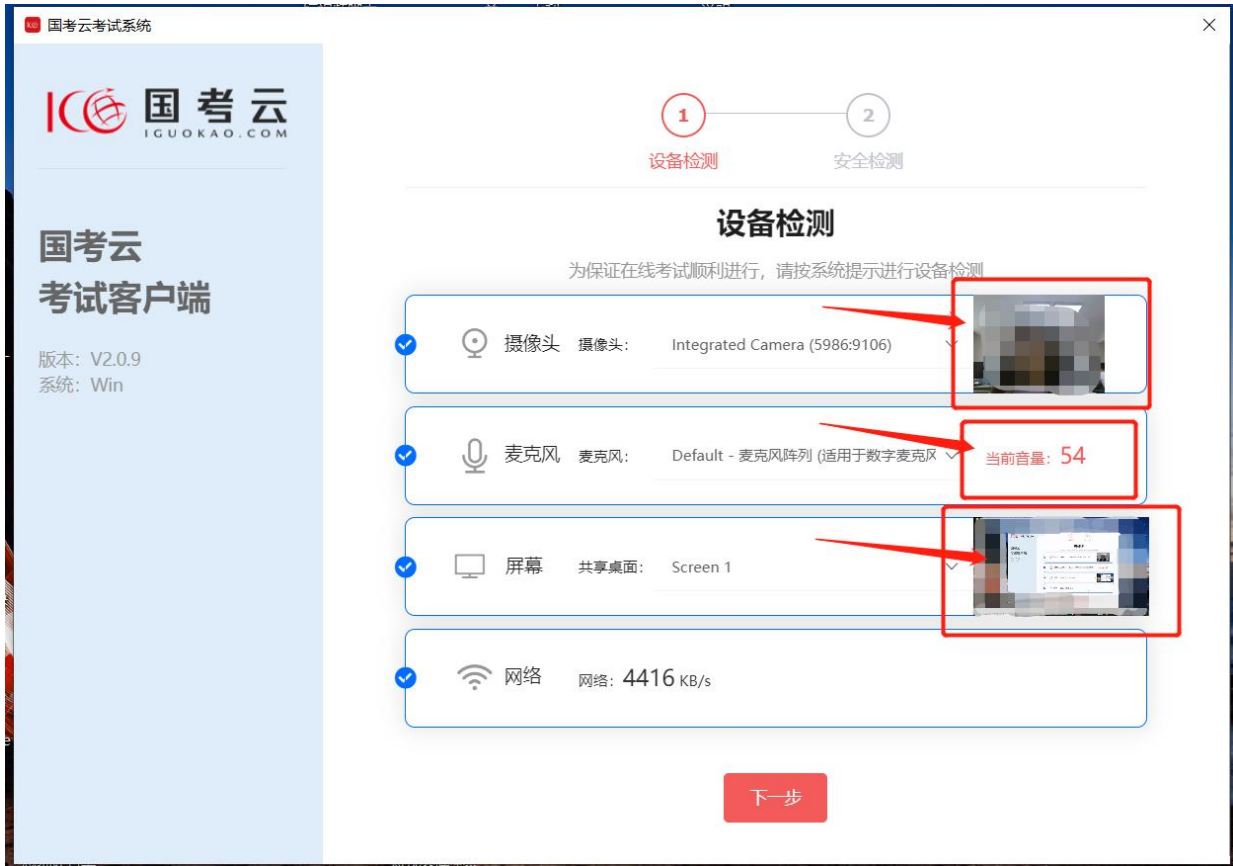 国考云考试系统
国考云
IGUOKAO.COM
国考云
考试客户端
版本：V2.0.9
系统：Win
1
2
设备检测
安全检测
设备检测
为保证在线考试顺利进行，请按系统提示进行设备检测
摄像头 摄像头： Integrated Camera (5986:9106)
麦克风 麦克风： Default - 麦克风阵列 (适用于数字麦克风 当前音量：54
屏幕 共享桌面： Screen 1
网络 网络：4416 KB/s
下一步